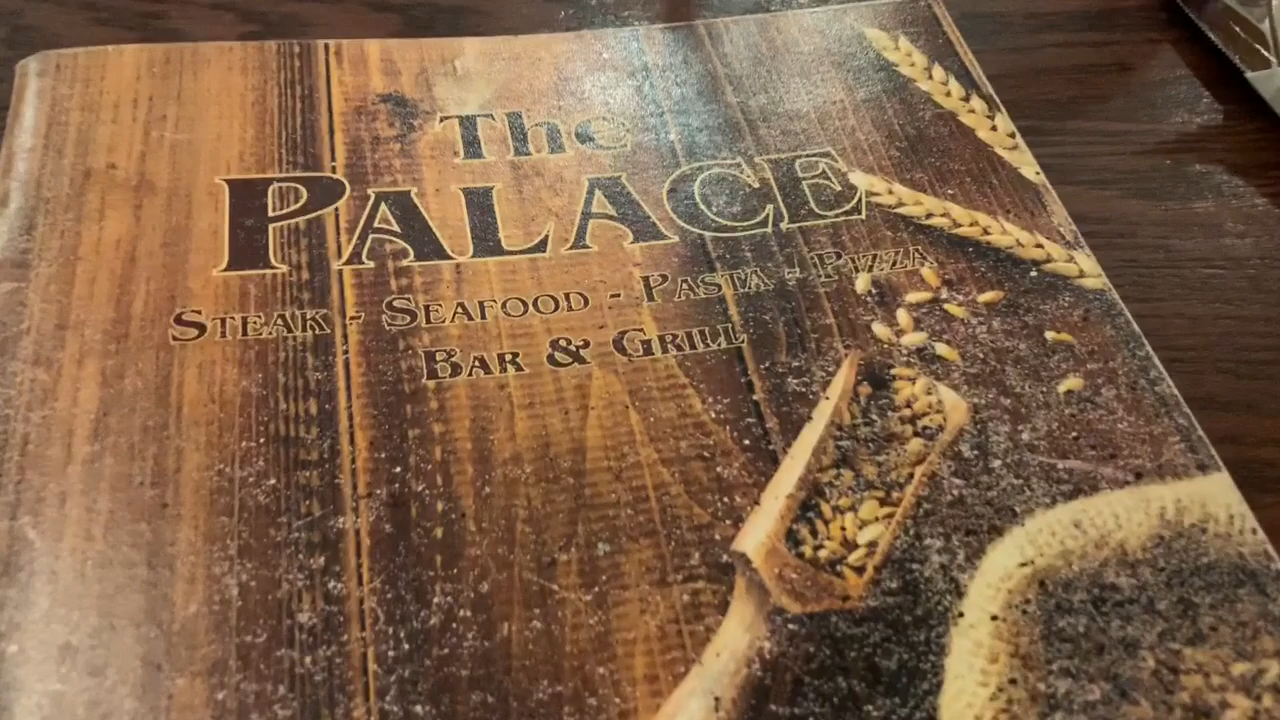 The
PALACE
STEAK - SEAFOOD - PASTA - PIZZA
BAR & GRILL